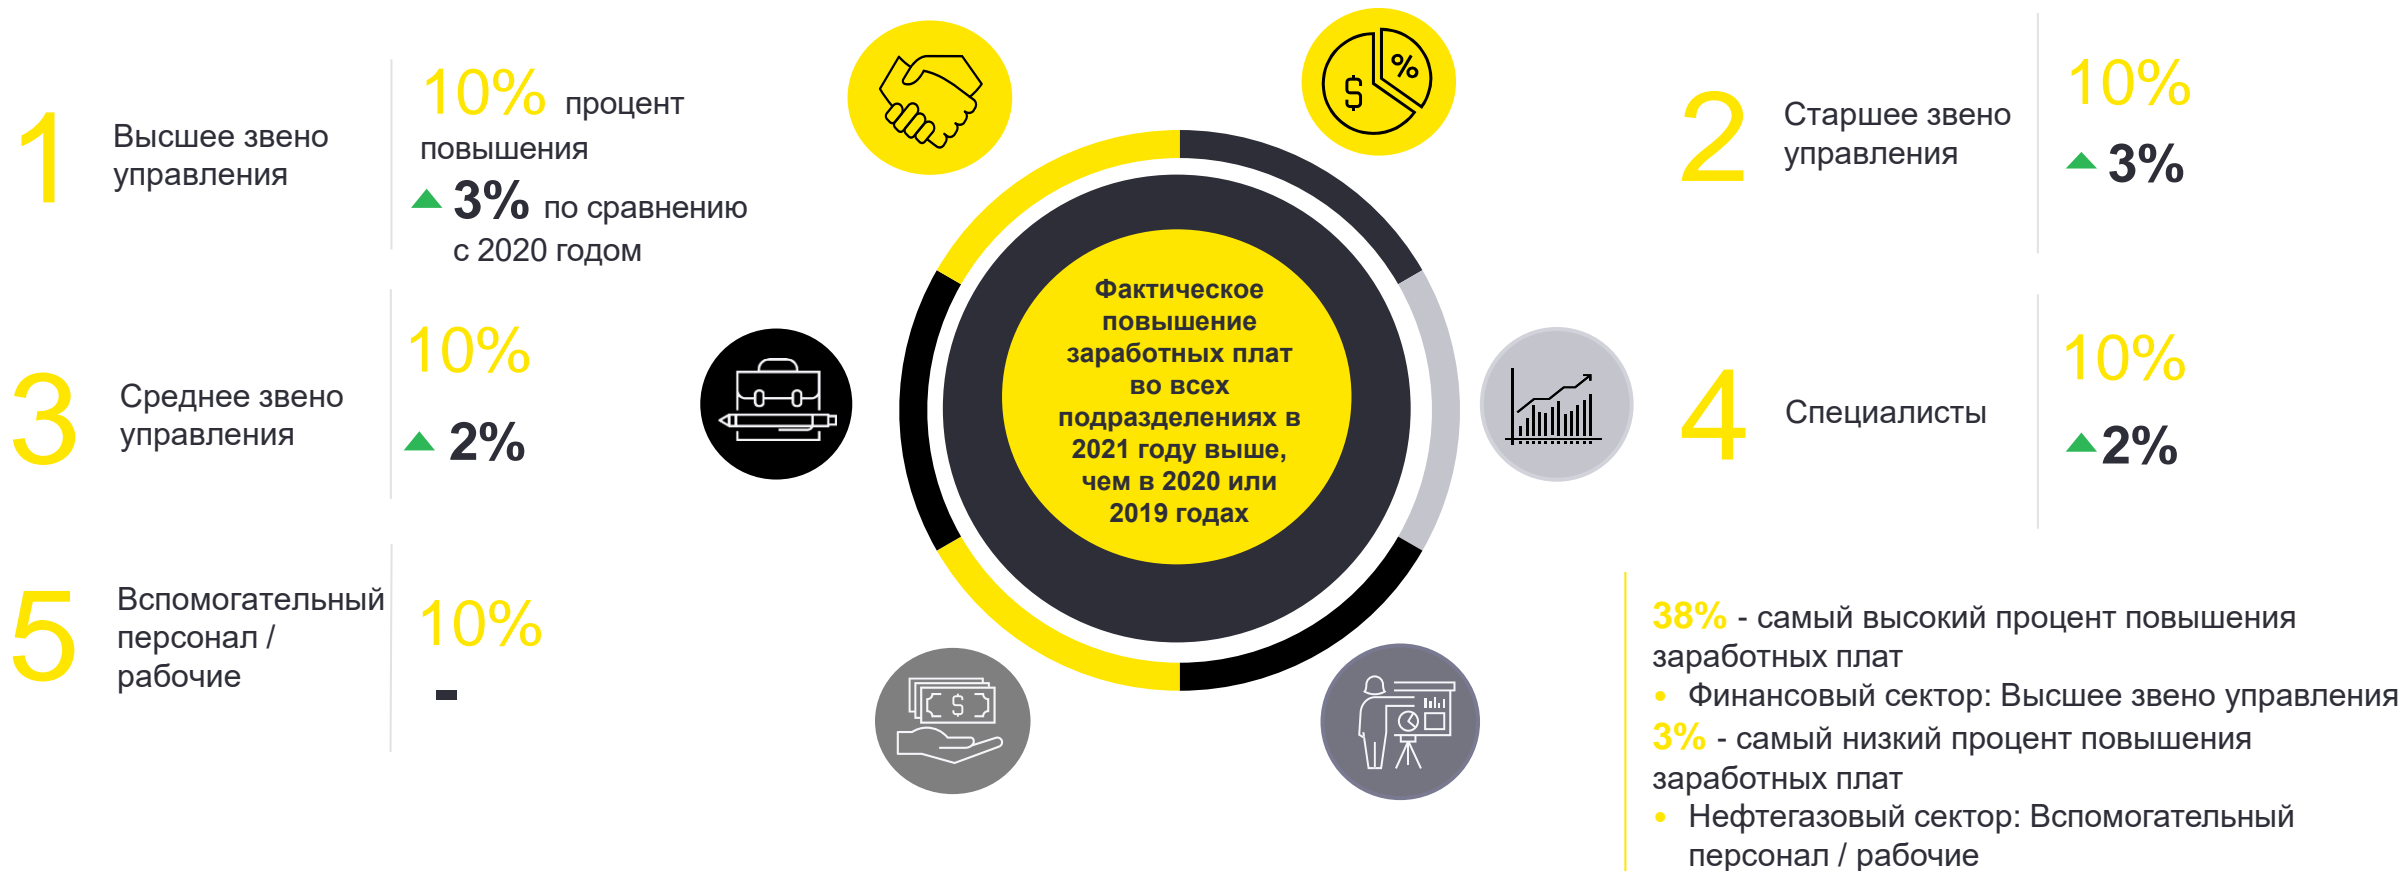 1
Высшее звено
управления
10% процент
повышения
3% по сравнению
с 2020 годом
2
Старшее звено
управления
10%
3%
3
Среднее звено
управления
10%
2%
4
Специалисты
10%
2%
5
Вспомогательный
персонал /
рабочие
10%
-
Фактическое
повышение
заработных плат
во всех
подразделениях в
2021 году выше,
чем в 2020 или
2019 годах
38% - самый высокий процент повышения
заработных плат
• Финансовый сектор: Высшее звено управления
3% - самый низкий процент повышения
заработных плат
• Нефтегазовый сектор: Вспомогательный
персонал / рабочие
$ %
$